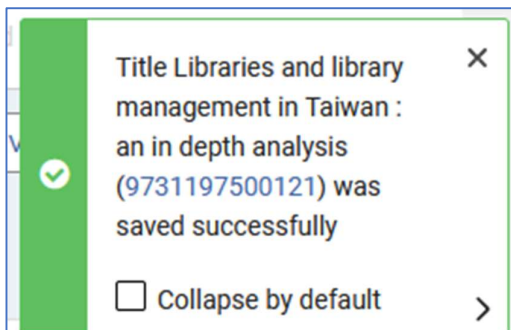 Title Libraries and library
management in Taiwan :
an in depth analysis
(9731197500121) was
saved successfully
Collapse by default